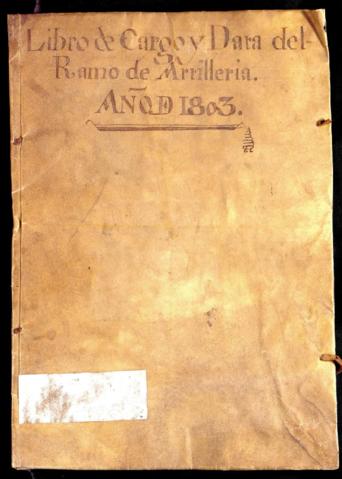 Libro de Cargo y Data del
Ramo de Artilleria.
AÑO D 1803.